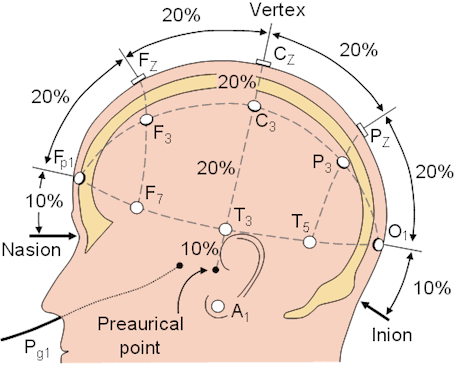 Vertex
20%
20%
20%
20%
FZ
CZ
PZ
20%
Fp1
F3
C3
P3
20%
20%
10%
F7
T3
T5
O1
Nasion
10%
10%
A1
Preaurical
point
Inion
Pg1